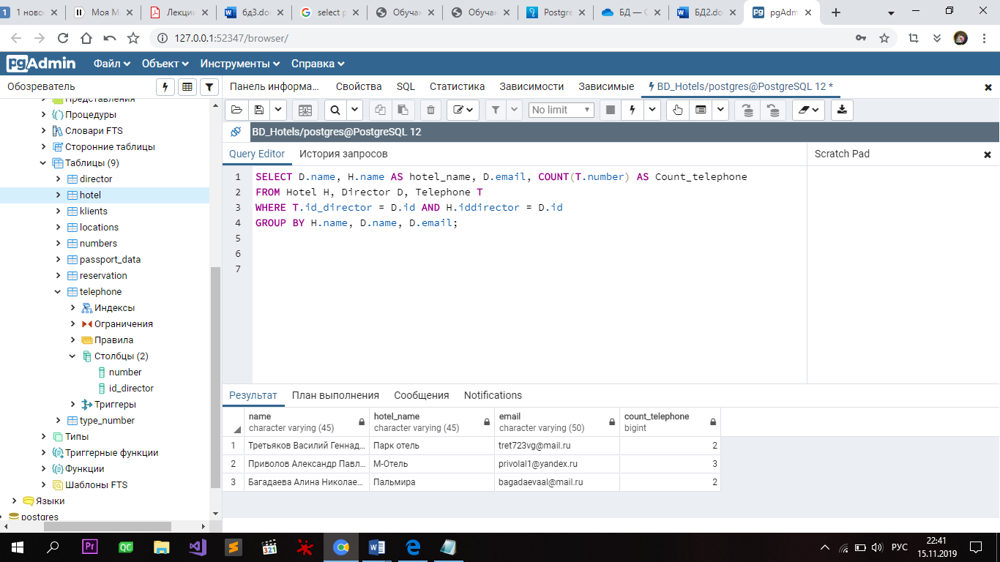 1 новое
Моя М
Лекции
бд3.do
select p
Обучан
Обучан
Postgre
БД — О
БД2.do
pgAdm
127.0.0.1:52347/browser/
pgAdmin Файл Объект Инструменты Справка
Обозреватель
Панель информа... Свойства SQL Статистика Зависимости Зависимые BD_Hotels/postgres@PostgreSQL 12 *
Представления
Процедуры
Словари FTS
Сторонние таблицы
Таблицы (9)
director
hotel
klients
locations
numbers
passport_data
reservation
telephone
Индексы
Ограничения
Правила
Столбцы (2)
number
id_director
Триггеры
type_number
Типы
Триггерные функции
Функции
Шаблоны FTS
Языки
postgres
No limit
BD_Hotels/postgres@PostgreSQL 12
Query Editor История запросов
Scratch Pad
1 SELECT D.name, H.name AS hotel_name, D.email, COUNT(T.number) AS Count_telephone
2 FROM Hotel H, Director D, Telephone T
3 WHERE T.id_director = D.id AND H.iddirector = D.id
4 GROUP BY H.name, D.name, D.email;
5
6
7
Результат План выполнения Сообщения Notifications
name hotel_name email count_telephone
character varying (45) character varying (45) character varying (50) bigint
1 Третьяков Василий Геннад... Парк отель tret723vg@mail.ru 2
2 Приволов Александр Павл... М-Отель privolal1@yandex.ru 3
3 Багадаева Алина Николае... Пальмира bagadaevaal@mail.ru 2
Pr
QC
321
РУС
22:41
15.11.2019